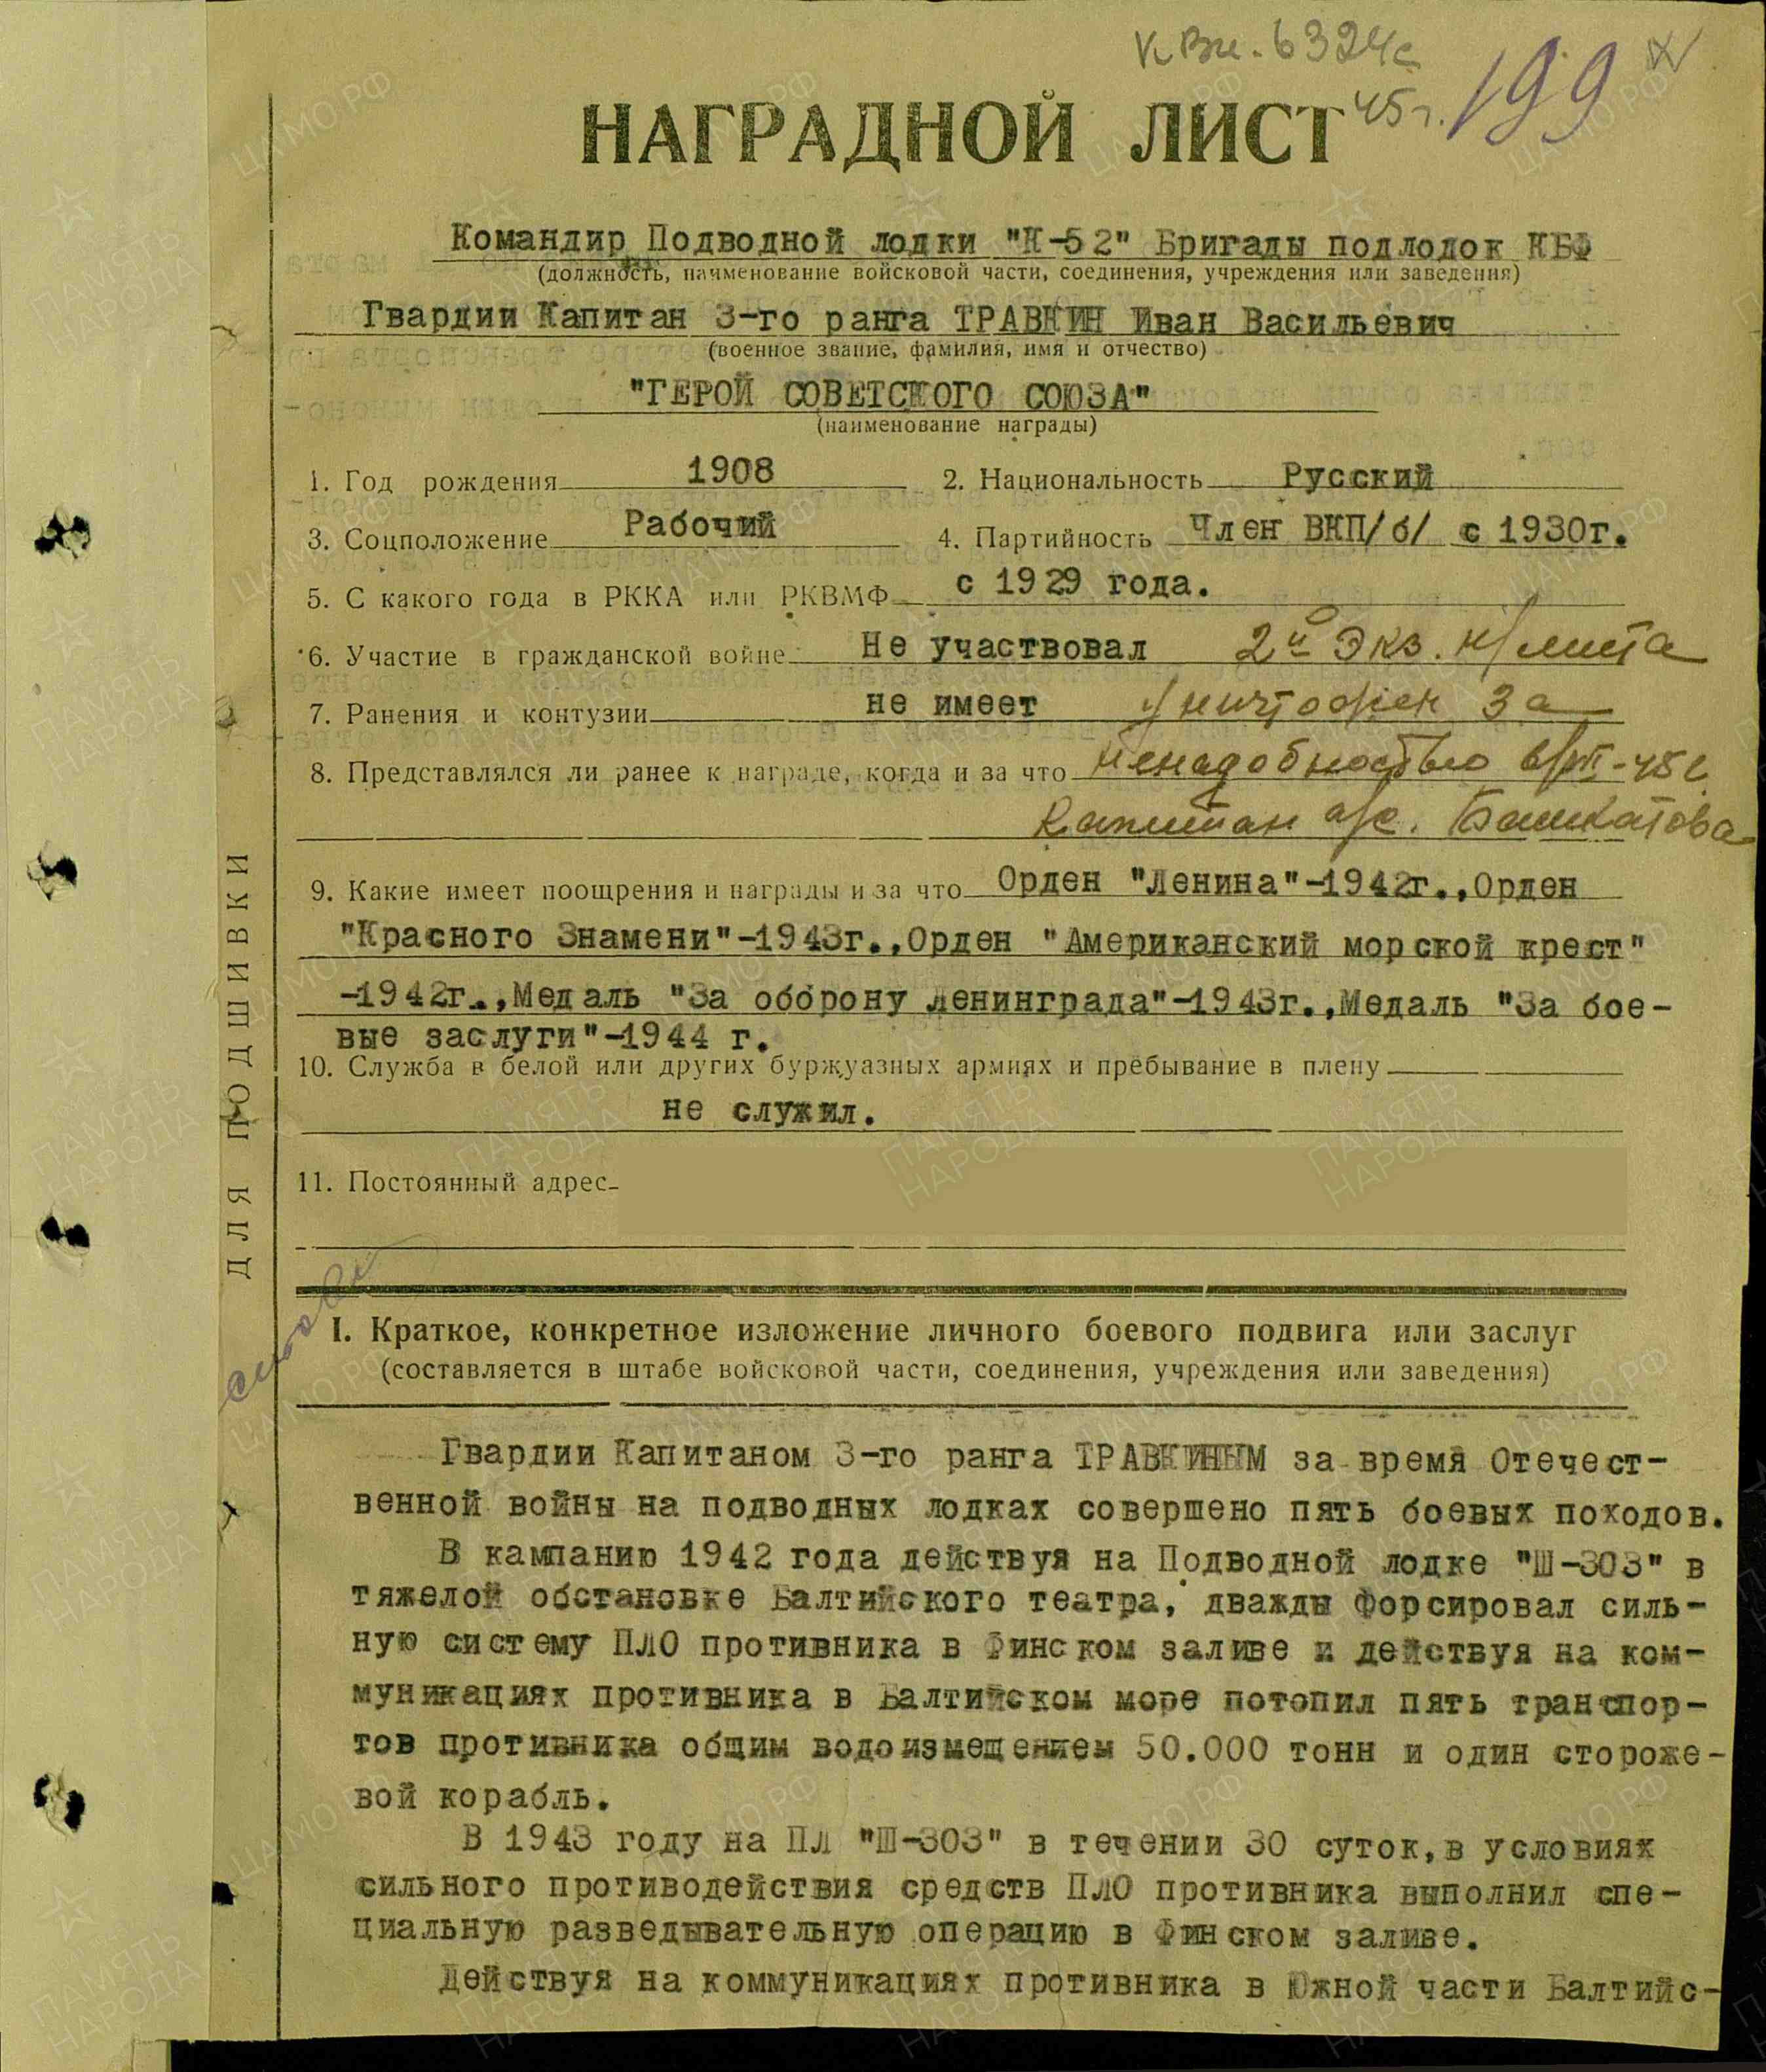 К Вх. 6324с
45г. 199
НАГРАДНОЙ ЛИСТ
Командир Подводной лодки "К-52" Бригады подлодок КБФ
(должность, наименование войсковой части, соединения, учреждения или заведения)
Гвардии Капитан 3-го ранга ТРАВКИН Иван Васильевич
(военное звание, фамилия, имя и отчество)
"ГЕРОЙ СОВЕТСКОГО СОЮЗА"
(наименование награды)
1. Год рождения 1908 2. Национальность Русский
3. Соцположение Рабочий 4. Партийность Член ВКП/б/ с 1930г.
5. С какого года в РККА или РКВМФ с 1929 года.
6. Участие в гражданской войне Не участвовал 2й экз. н/листа
7. Ранения и контузии не имеет уничтожен за
8. Представлялся ли ранее к награде, когда и за что ненадобностью
Капитан а/с. Башкатова
9. Какие имеет поощрения и награды и за что Орден "Ленина"-1942г.,Орден
"Красного Знамени"-1943г.,Орден "Американский морской крест"
-1942г.,Медаль "За оборону Ленинграда"-1943г.,Медаль "За бое-
вые заслуги"-1944 г.
10. Служба в белой или других буржуазных армиях и пребывание в плену
не служил.
11. Постоянный адрес
ДЛЯ ПОДШИВКИ
I. Краткое, конкретное изложение личного боевого подвига или заслуг
(составляется в штабе войсковой части, соединения, учреждения или заведения)
Гвардии Капитаном 3-го ранга ТРАВКИНЫМ за время Отечест-
венной войны на подводных лодках совершено пять боевых походов.
В кампанию 1942 года действуя на Подводной лодке "Ш-303" в
тяжелой обстановке Балтийского театра, дважды форсировал силь-
ную систему ПЛО противника в Финском заливе и действуя на ком-
муникациях противника в Балтийском море потопил пять транспор-
тов противника общим водоизмещением 50.000 тонн и один стороже-
вой корабль.
В 1943 году на ПЛ "Ш-303" в течении 30 суток,в условиях
сильного противодействия средств ПЛО противника выполнил спе-
циальную разведывательную операцию в Финском заливе.
Действуя на коммуникациях противника в Южной части Балтийс-